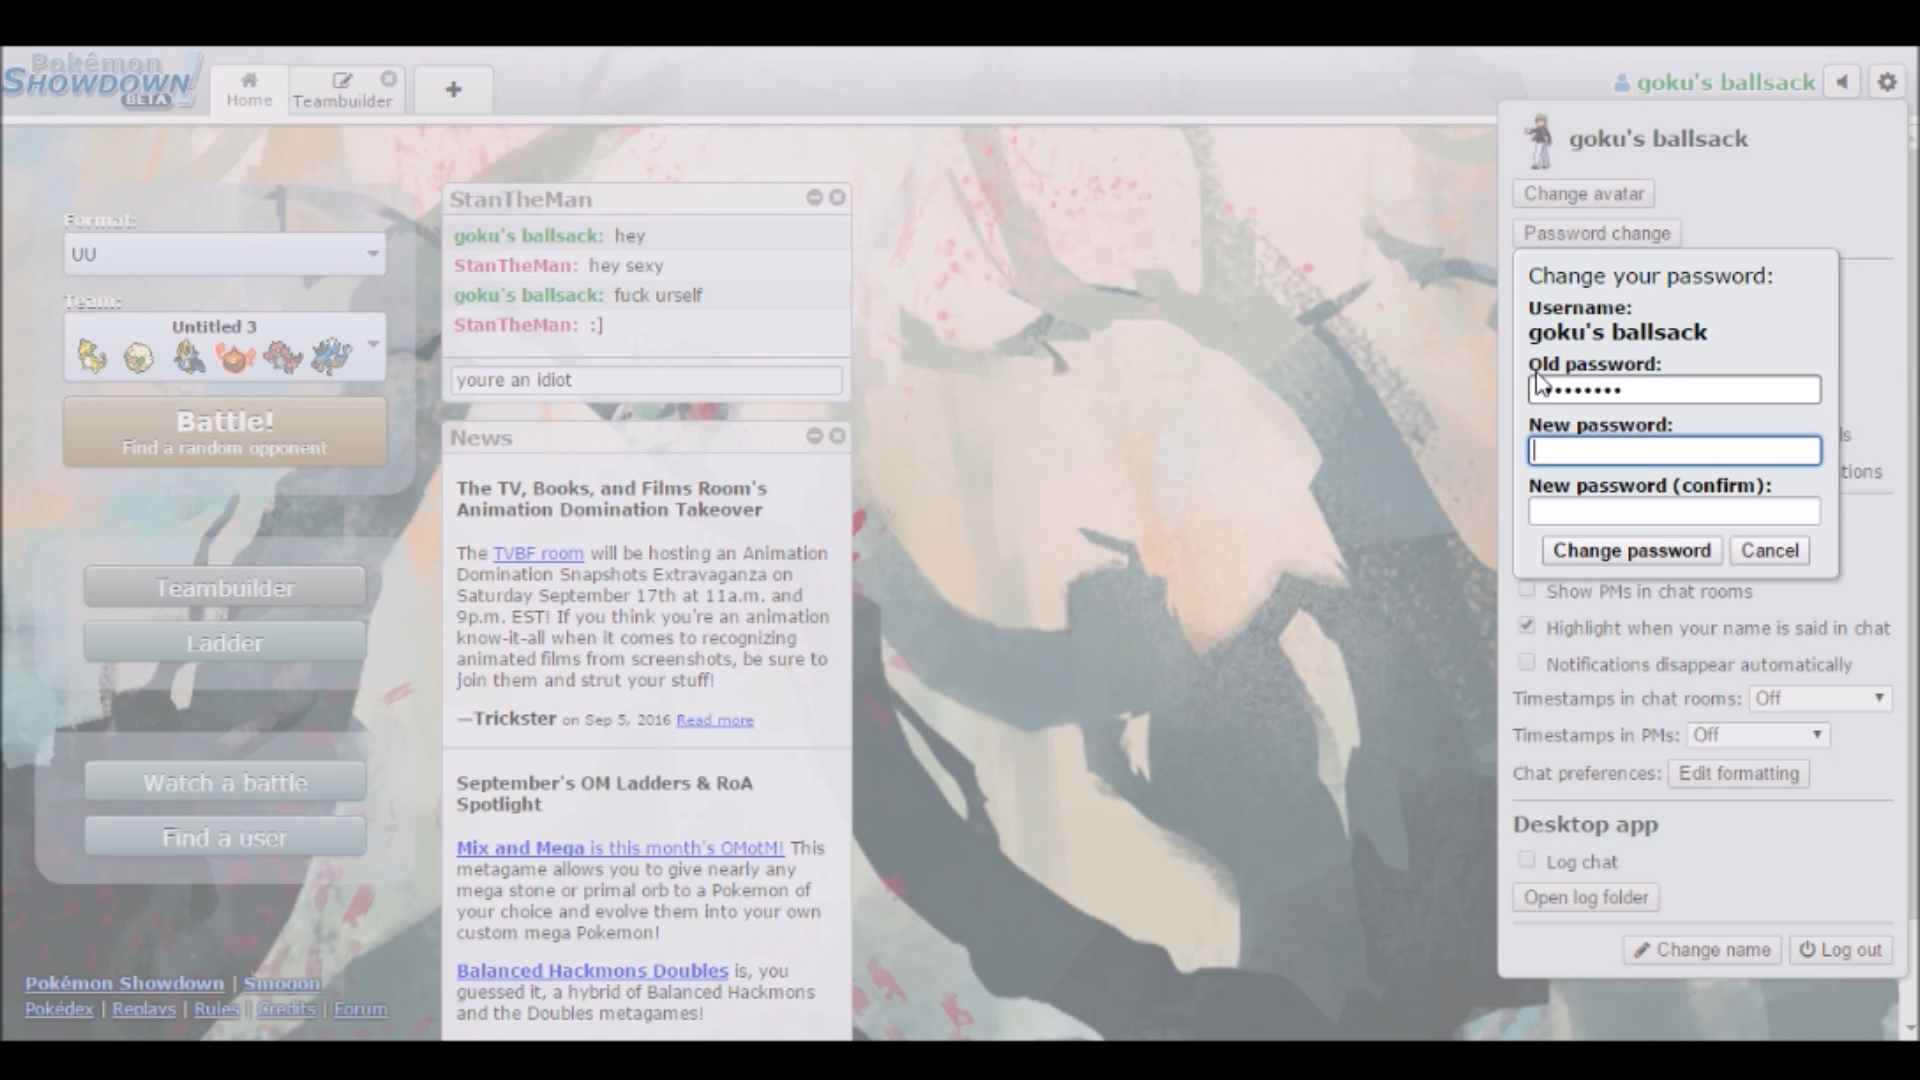 Pokémon
SHOWDOWN!
BETA
Home
Teambuilder
+
goku's ballsack
Format:
UU
Team:
Untitled 3
Battle!
Find a random opponent
Teambuilder
Ladder
Watch a battle
Find a user
Pokémon Showdown | Smogon
Pokédex | Replays | Rules | Credits | Forum
StanTheMan
goku's ballsack: hey
StanTheMan: hey sexy
goku's ballsack: fuck urself
StanTheMan: :]
youre an idiot
News
The TV, Books, and Films Room's
Animation Domination Takeover
The TVBF room will be hosting an Animation
Domination Snapshots Extravaganza on
Saturday September 17th at 11a.m. and
9p.m. EST! If you think you're an animation
know-it-all when it comes to recognizing
animated films from screenshots, be sure to
join them and strut your stuff!
—Trickster on Sep 5, 2016 Read more
September's OM Ladders & RoA
Spotlight
Mix and Mega is this month's OMotM! This
metagame allows you to give nearly any
mega stone or primal orb to a Pokemon of
your choice and evolve them into your own
custom mega Pokemon!
Balanced Hackmons Doubles is, you
guessed it, a hybrid of Balanced Hackmons
and the Doubles metagames!
goku's ballsack
Change avatar
Password change
Change your password:
Username:
goku's ballsack
Old password:
New password:
New password (confirm):
Change password
Cancel
Show PMs in chat rooms
Highlight when your name is said in chat
Notifications disappear automatically
Timestamps in chat rooms: Off
Timestamps in PMs: Off
Chat preferences: Edit formatting
Desktop app
Log chat
Open log folder
Change name
Log out